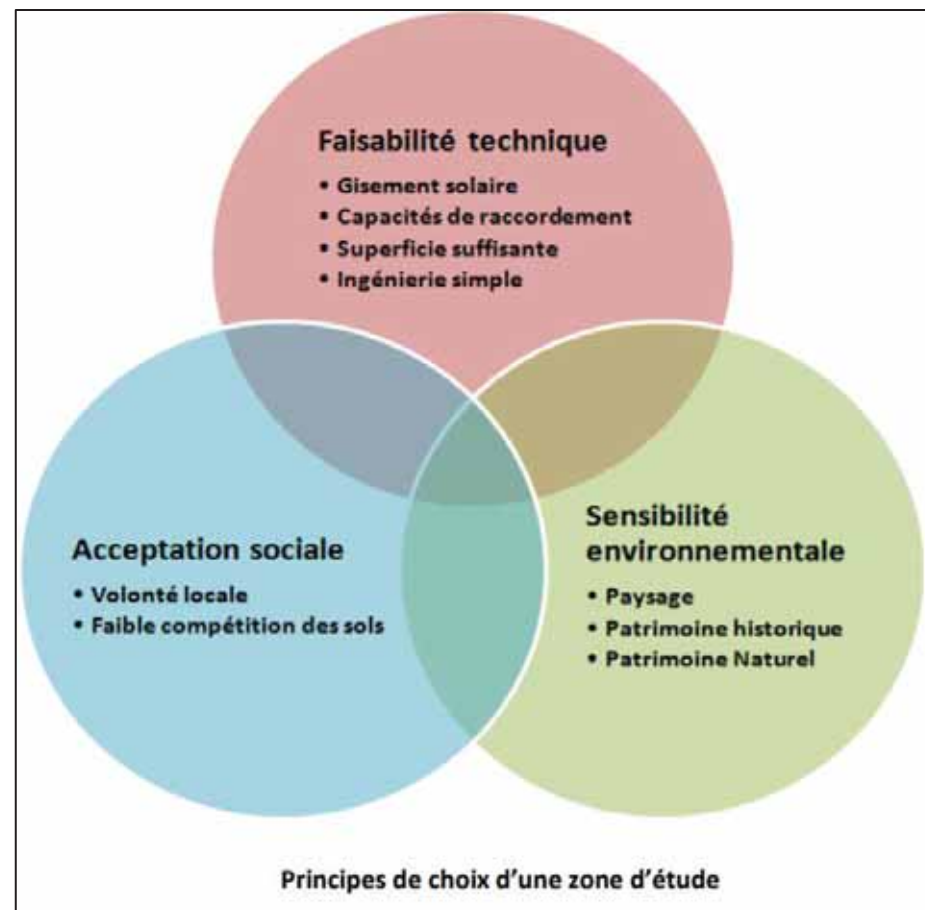 Faisabilité technique
• Gisement solaire
• Capacités de raccordement
• Superficie suffisante
• Ingénierie simple
Acceptation sociale
• Volonté locale
• Faible compétition des sols
Sensibilité
environnementale
• Paysage
• Patrimoine historique
• Patrimoine Naturel
Principes de choix d'une zone d'étude